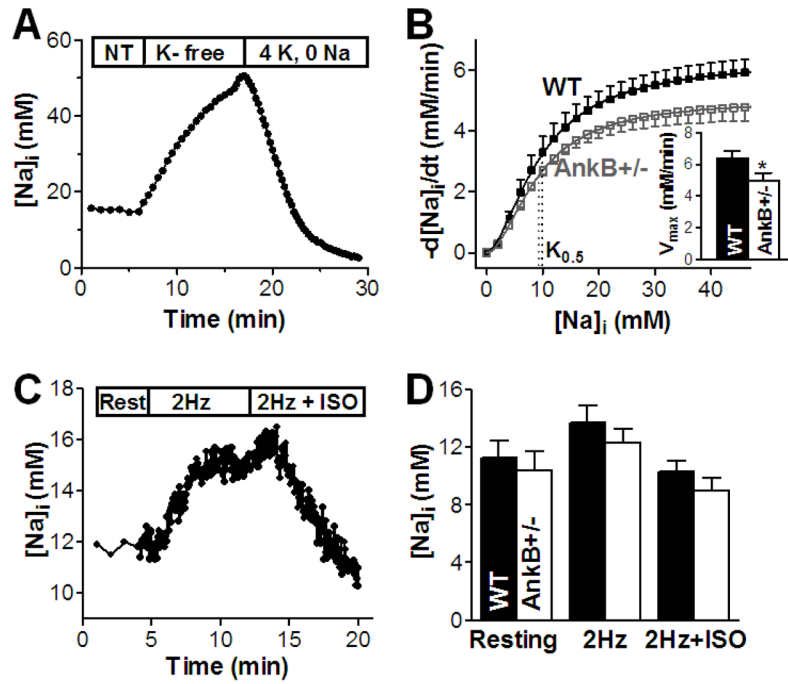 A
NT K- free 4 K, 0 Na
60
40
20
0
[Na]i (mM)
0 10 20 30
Time (min)
B
6
4
2
0
-d[Na]i/dt (mM/min)
WT
AnkB+/-
K0.5
0 10 20 30 40
[Na]i (mM)
8
6
4
2
0
Vmax (mM/min)
*
WT
AnkB+/-
C
Rest 2Hz 2Hz + ISO
18
16
14
12
10
[Na]i (mM)
0 5 10 15 20
Time (min)
D
16
12
8
4
0
[Na]i (mM)
WT
AnkB+/-
Resting 2Hz 2Hz+ISO